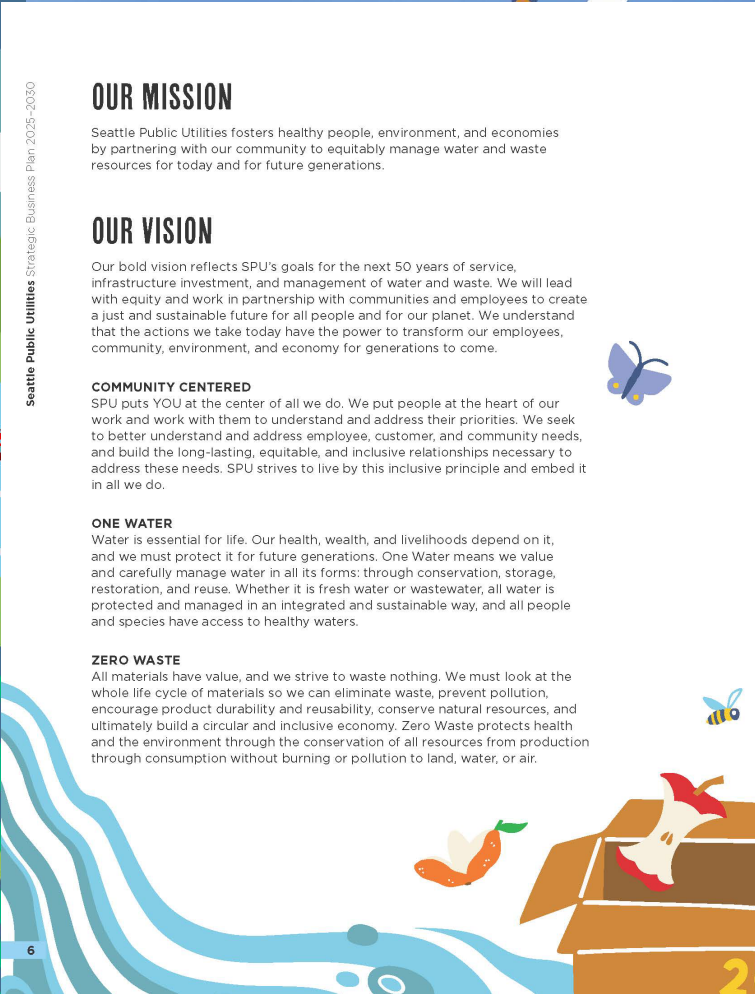 Seattle Public Utilities Strategic Business Plan 2025–2030
OUR MISSION
Seattle Public Utilities fosters healthy people, environment, and economies
by partnering with our community to equitably manage water and waste
resources for today and for future generations.
OUR VISION
Our bold vision reflects SPU's goals for the next 50 years of service,
infrastructure investment, and management of water and waste. We will lead
with equity and work in partnership with communities and employees to create
a just and sustainable future for all people and for our planet. We understand
that the actions we take today have the power to transform our employees,
community, environment, and economy for generations to come.
COMMUNITY CENTERED
SPU puts YOU at the center of all we do. We put people at the heart of our
work and work with them to understand and address their priorities. We seek
to better understand and address employee, customer, and community needs,
and build the long-lasting, equitable, and inclusive relationships necessary to
address these needs. SPU strives to live by this inclusive principle and embed it
in all we do.
ONE WATER
Water is essential for life. Our health, wealth, and livelihoods depend on it,
and we must protect it for future generations. One Water means we value
and carefully manage water in all its forms: through conservation, storage,
restoration, and reuse. Whether it is fresh water or wastewater, all water is
protected and managed in an integrated and sustainable way, and all people
and species have access to healthy waters.
ZERO WASTE
All materials have value, and we strive to waste nothing. We must look at the
whole life cycle of materials so we can eliminate waste, prevent pollution,
encourage product durability and reusability, conserve natural resources, and
ultimately build a circular and inclusive economy. Zero Waste protects health
and the environment through the conservation of all resources from production
through consumption without burning or pollution to land, water, or air.
6
2